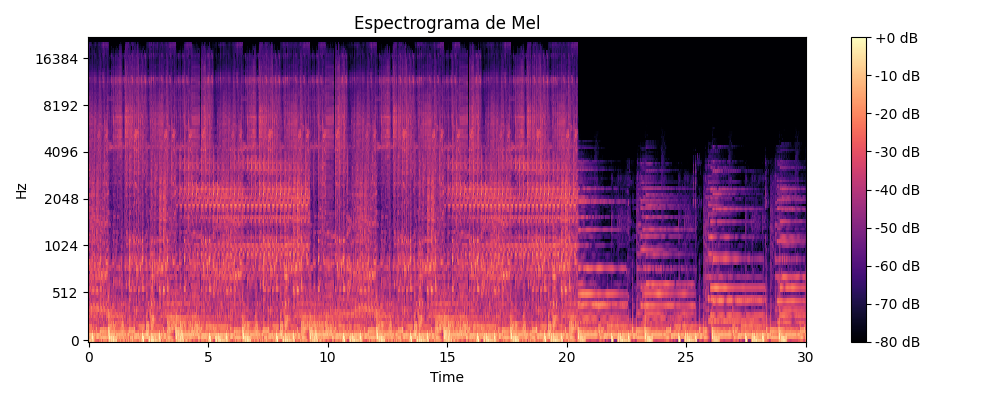 Espectrograma de Mel
Hz
16384
8192
4096
2048
1024
512
0
0 5 10 15 20 25 30
Time
+0 dB
-10 dB
-20 dB
-30 dB
-40 dB
-50 dB
-60 dB
-70 dB
-80 dB